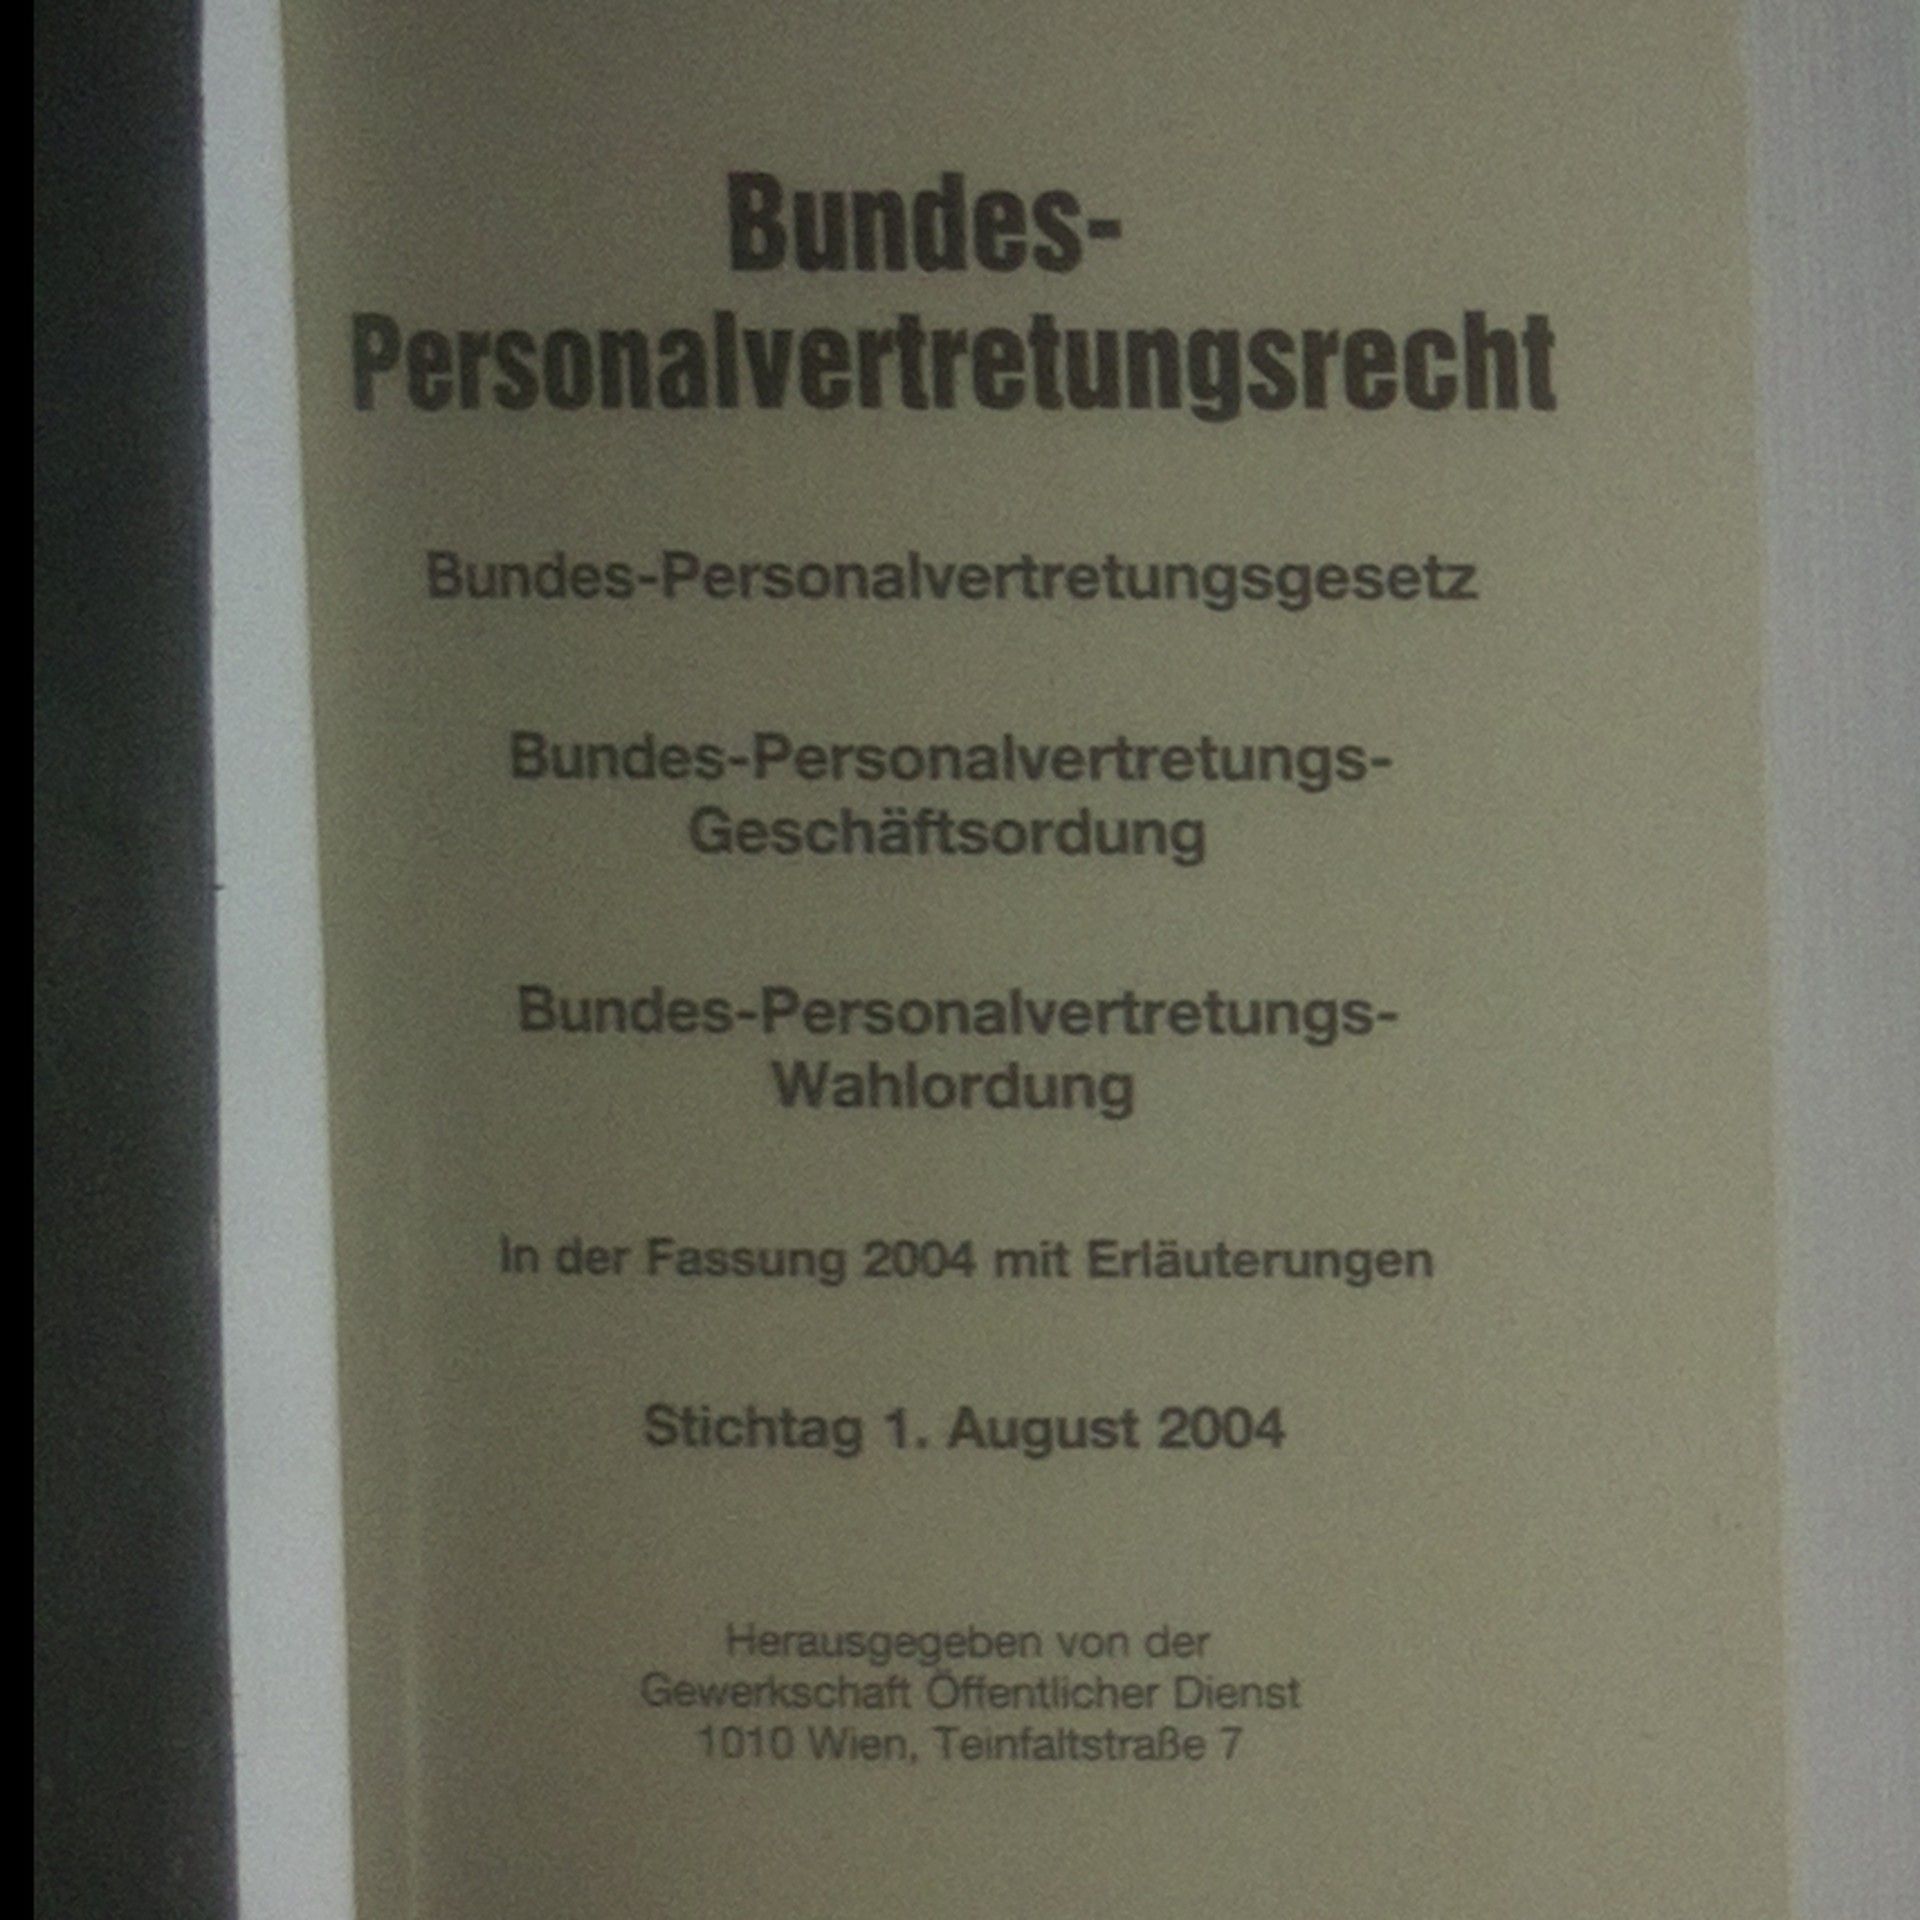 Bundes-
Personalvertretungsrecht
Bundes-Personalvertretungsgesetz
Bundes-Personalvertretungs-
Geschäftsordung
Bundes-Personalvertretungs-
Wahlordung
In der Fassung 2004 mit Erläuterungen
Stichtag 1. August 2004
Herausgegeben von der
Gewerkschaft Öffentlicher Dienst
1010 Wien, Teinfaltstraße 7